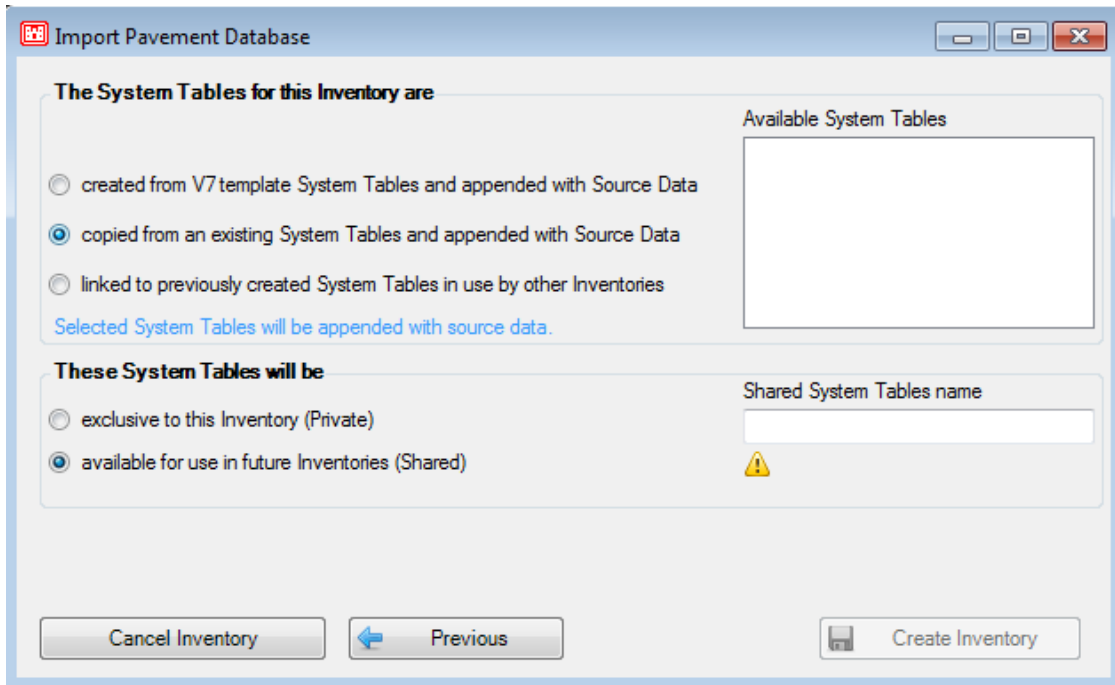 Import Pavement Database
The System Tables for this Inventory are
Available System Tables
created from V7 template System Tables and appended with Source Data
copied from an existing System Tables and appended with Source Data
linked to previously created System Tables in use by other Inventories
Selected System Tables will be appended with source data.
These System Tables will be
Shared System Tables name
exclusive to this Inventory (Private)
available for use in future Inventories (Shared)
Cancel Inventory
Previous
Create Inventory